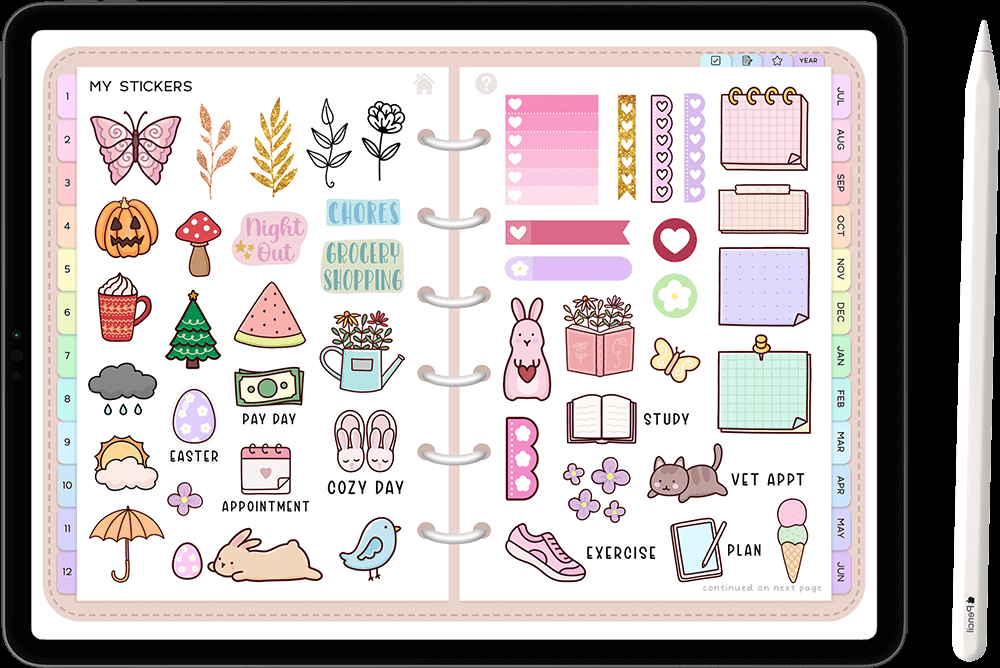 MY STICKERS
?
YEAR
1
2
3
4
5
6
7
8
9
10
11
12
Night
Out
CHORES
GROCERY
SHOPPING
PAY DAY
EASTER
APPOINTMENT
COZY DAY
STUDY
VET APPT
EXERCISE
PLAN
continued on next page
JUL
AUG
SEP
OCT
NOV
DEC
JAN
FEB
MAR
APR
MAY
JUN
Pencil